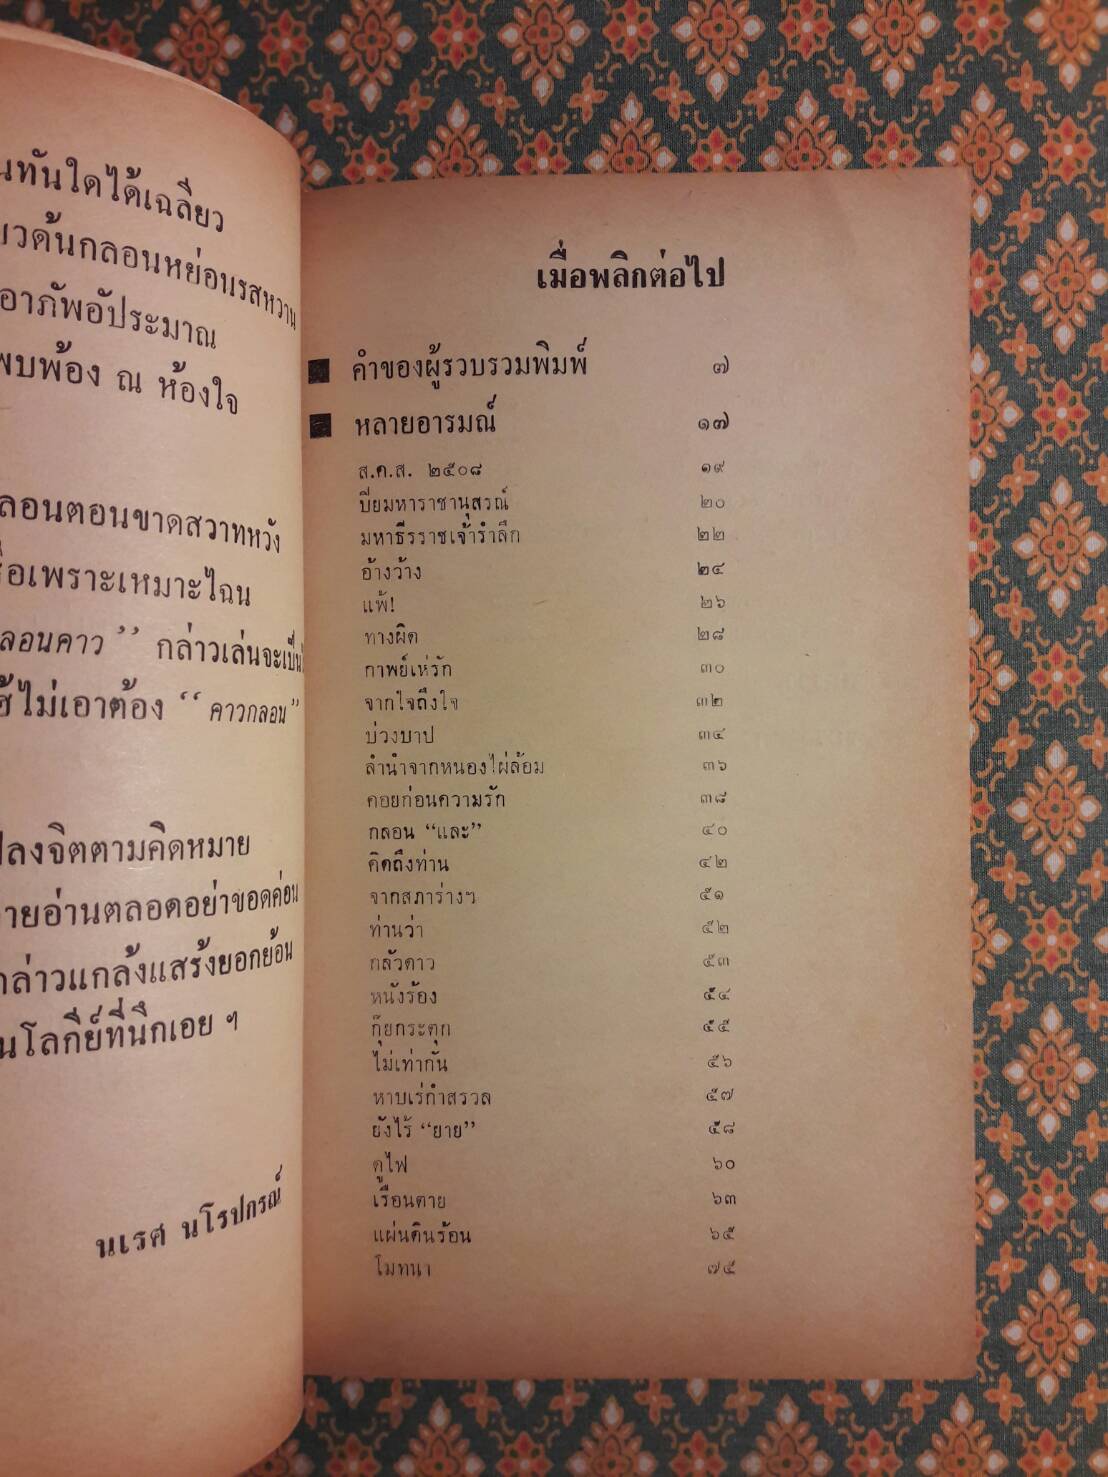 นทันใดได้เฉลียว
วด้นกลอนหย่อนรสหวาน
อาภัพอัประมาณ
พบพ้อง ณ ห้องใจ
ลอนตอนขาดสวาทหวัง
อเพราะเหมาะไฉน
ลอนคาว ” กล่าวเล่นจะเป็น
ไม่เอาต้อง “ คาวกลอน ”
ปลงจิตตามคิดหมาย
ายอ่านตลอดอย่าขอดค่อน
กล่าวแกล้งแสร้งยอกย้อน
นโลกีย์ที่นึกเอย ฯ
นเรศ นโรปกรณ์
เมื่อพลิกต่อไป
คำของผู้รวบรวมพิมพ์ ๗
หลายอารมณ์ ๑๗
ส.ค.ส. ๒๕๐๘ ๑๙
ปิยมหาราชานุสรณ์ ๒๐
มหาธีรราชเจ้ารำลึก ๒๒
อ้างว้าง ๒๔
แพ้! ๒๖
ทางผิด ๒๘
กาพย์เห่รัก ๓๐
จากใจถึงใจ ๓๒
บ่วงบาป ๓๔
ลำนำจากหนองไผ่ล้อม ๓๖
คอยก่อนความรัก ๓๘
กลอน “และ” ๔๐
คิดถึงท่าน ๔๒
จากสภาร่างฯ ๕๑
ท่านว่า ๕๒
กลัวดาว ๕๓
หนังร้อง ๕๔
กุ๊ยกระตุก ๕๕
ไม่เท่ากัน ๕๖
หาบเร่กำสรวล ๕๗
ยังไร้ “ยาย” ๕๘
ดูไฟ ๖๐
เรือนตาย ๖๓
แผ่นดินร้อน ๖๕
โมทนา ๗๕